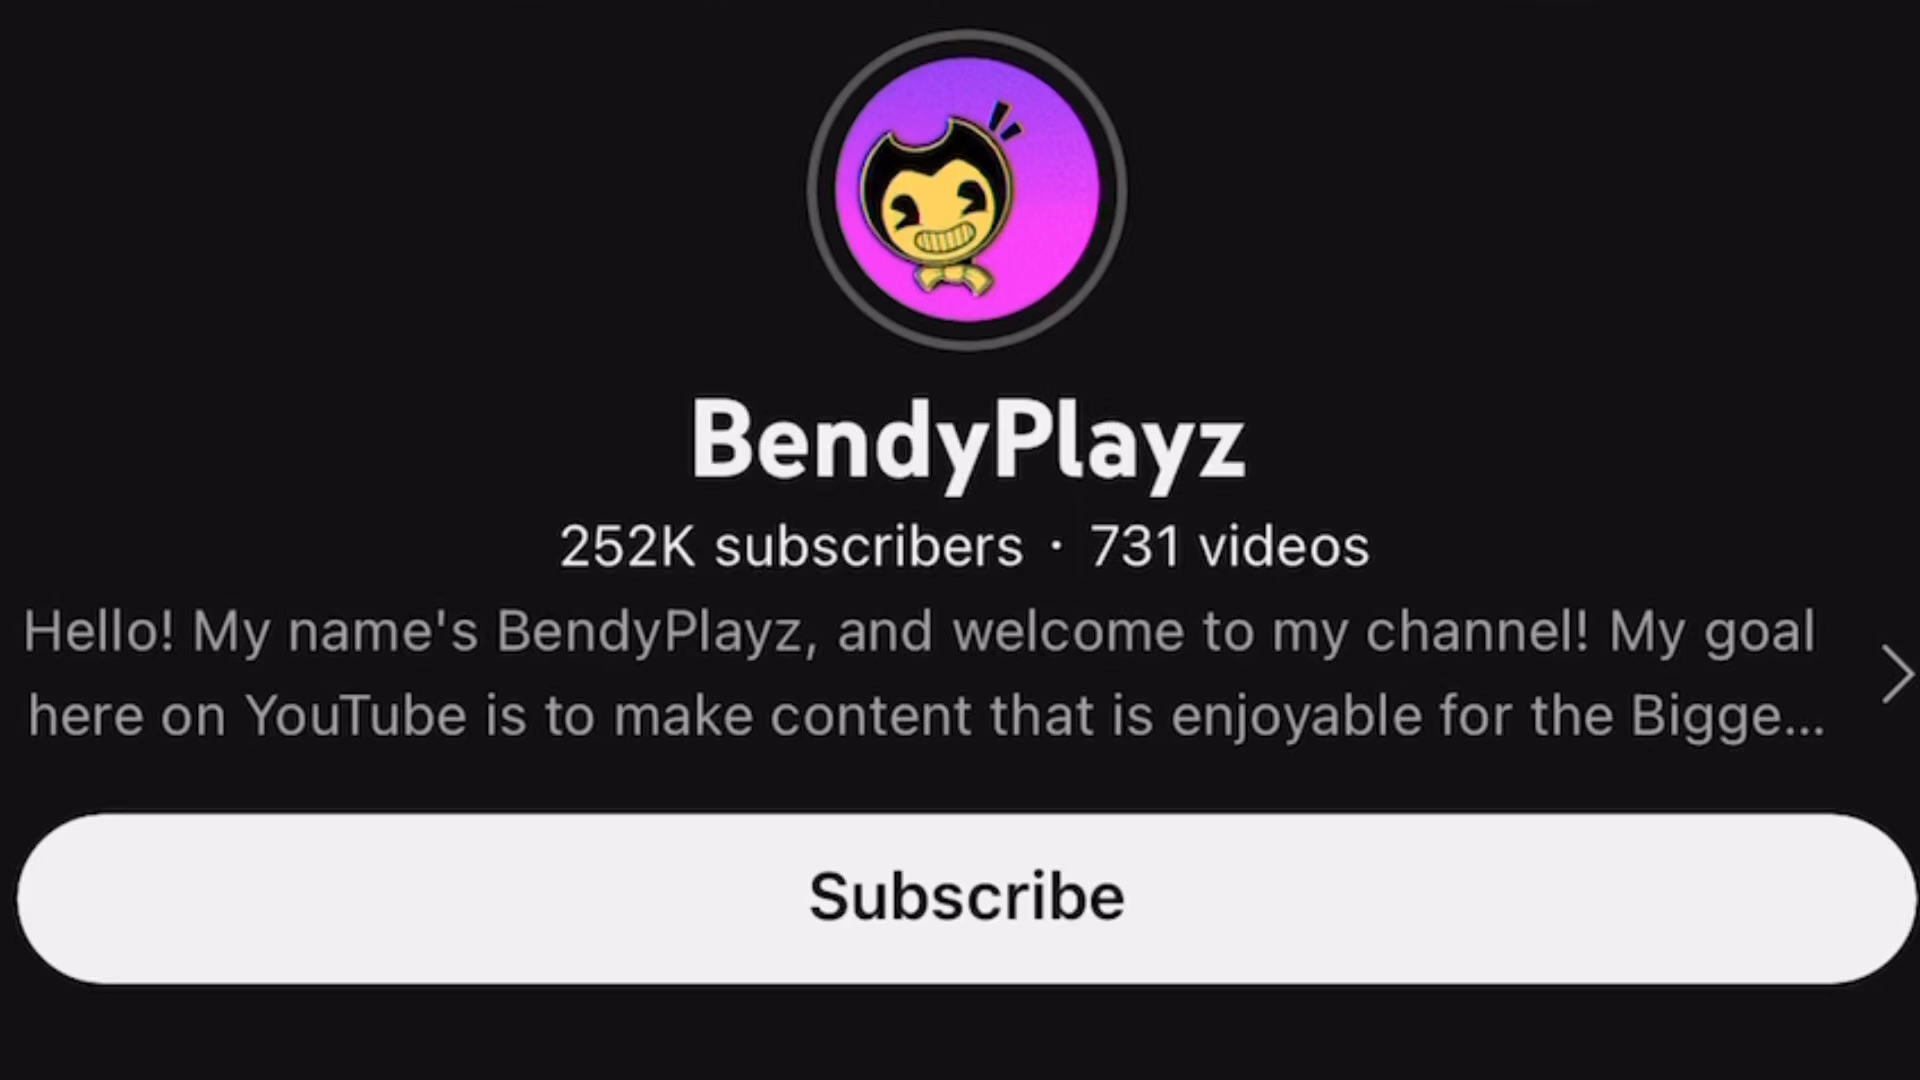 BendyPlayz
252K subscribers · 731 videos
Hello! My name's BendyPlayz, and welcome to my channel! My goal
here on YouTube is to make content that is enjoyable for the Bigge...
Subscribe